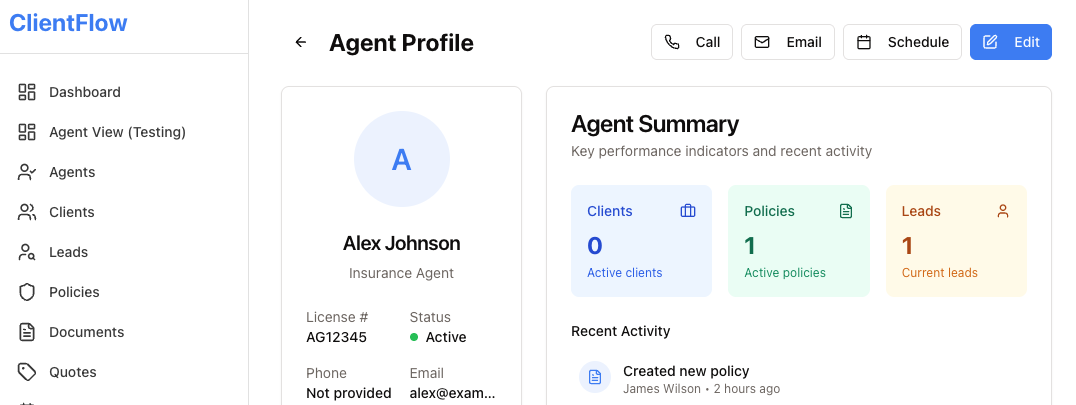 ClientFlow
Dashboard
Agent View (Testing)
Agents
Clients
Leads
Policies
Documents
Quotes
Agent Profile
Call
Email
Schedule
Edit
A
Alex Johnson
Insurance Agent
License #
AG12345
Status
Active
Phone
Not provided
Email
alex@exam...
Agent Summary
Key performance indicators and recent activity
Clients
0
Active clients
Policies
1
Active policies
Leads
1
Current leads
Recent Activity
Created new policy
James Wilson • 2 hours ago